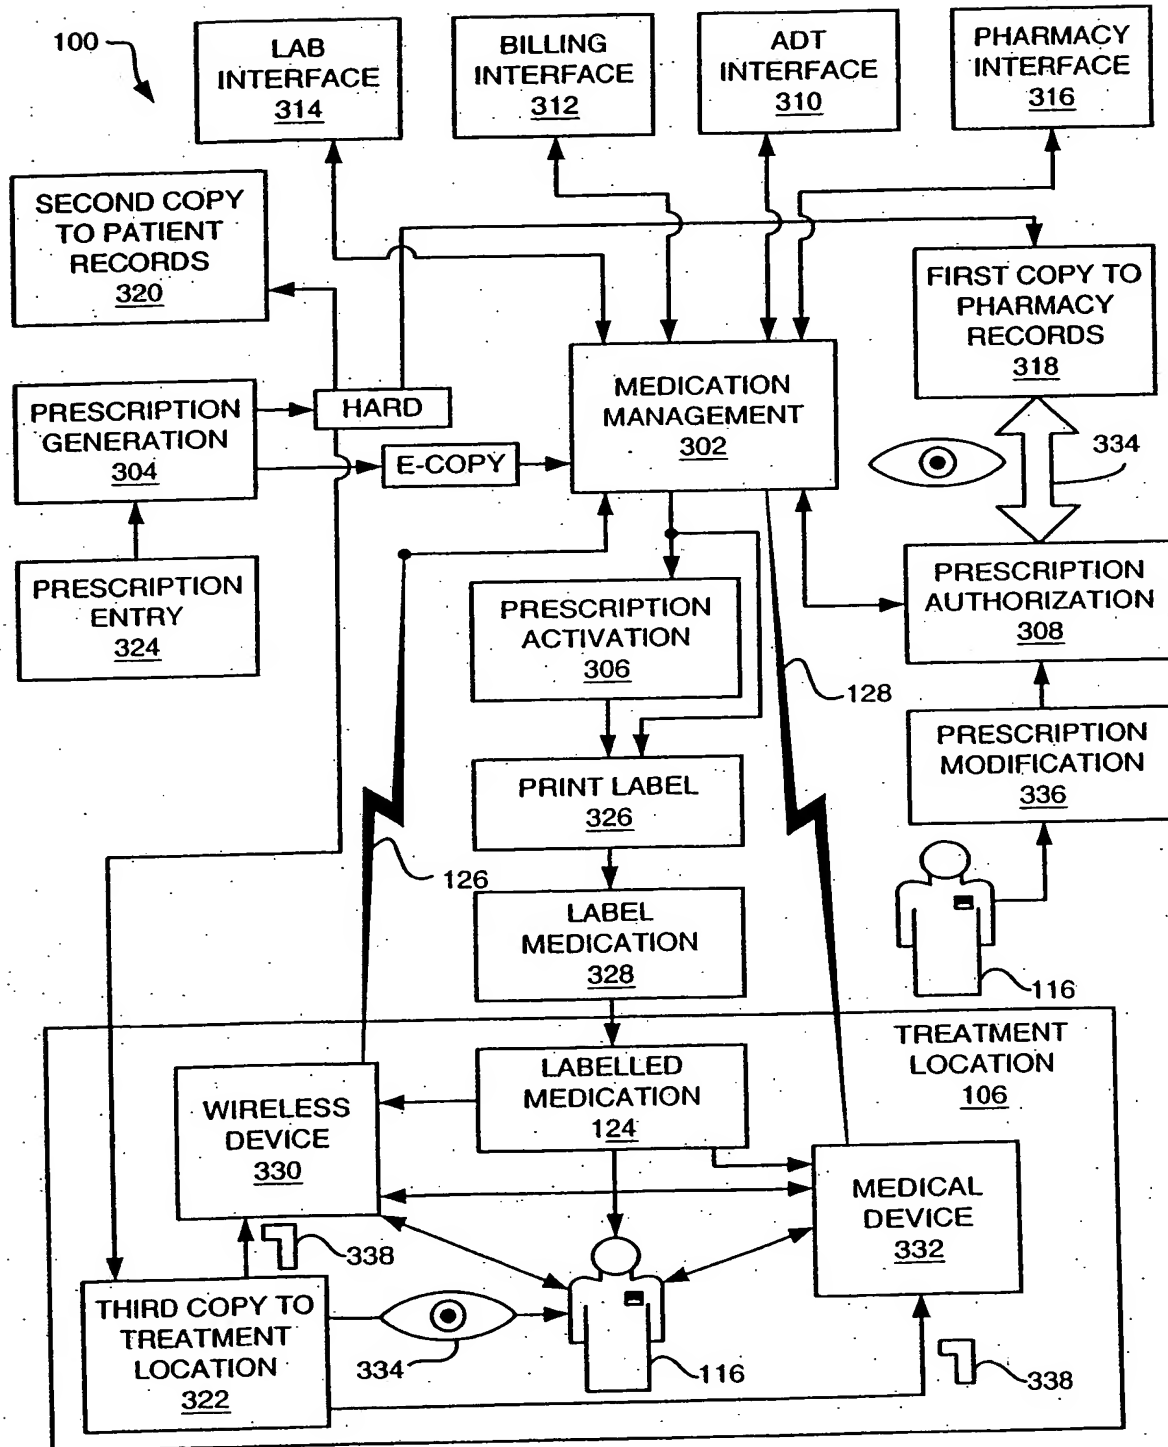 100
LAB
INTERFACE
314
BILLING
INTERFACE
312
ADT
INTERFACE
310
PHARMACY
INTERFACE
316
SECOND COPY
TO PATIENT
RECORDS
320
FIRST COPY TO
PHARMACY
RECORDS
318
PRESCRIPTION
GENERATION
304
HARD
E-COPY
MEDICATION
MANAGEMENT
302
334
PRESCRIPTION
ENTRY
324
PRESCRIPTION
ACTIVATION
306
PRESCRIPTION
AUTHORIZATION
308
128
PRESCRIPTION
MODIFICATION
336
PRINT LABEL
326
126
LABEL
MEDICATION
328
116
TREATMENT
LOCATION
106
WIRELESS
DEVICE
330
LABELLED
MEDICATION
124
MEDICAL
DEVICE
332
338
THIRD COPY TO
TREATMENT
LOCATION
322
334
116
338